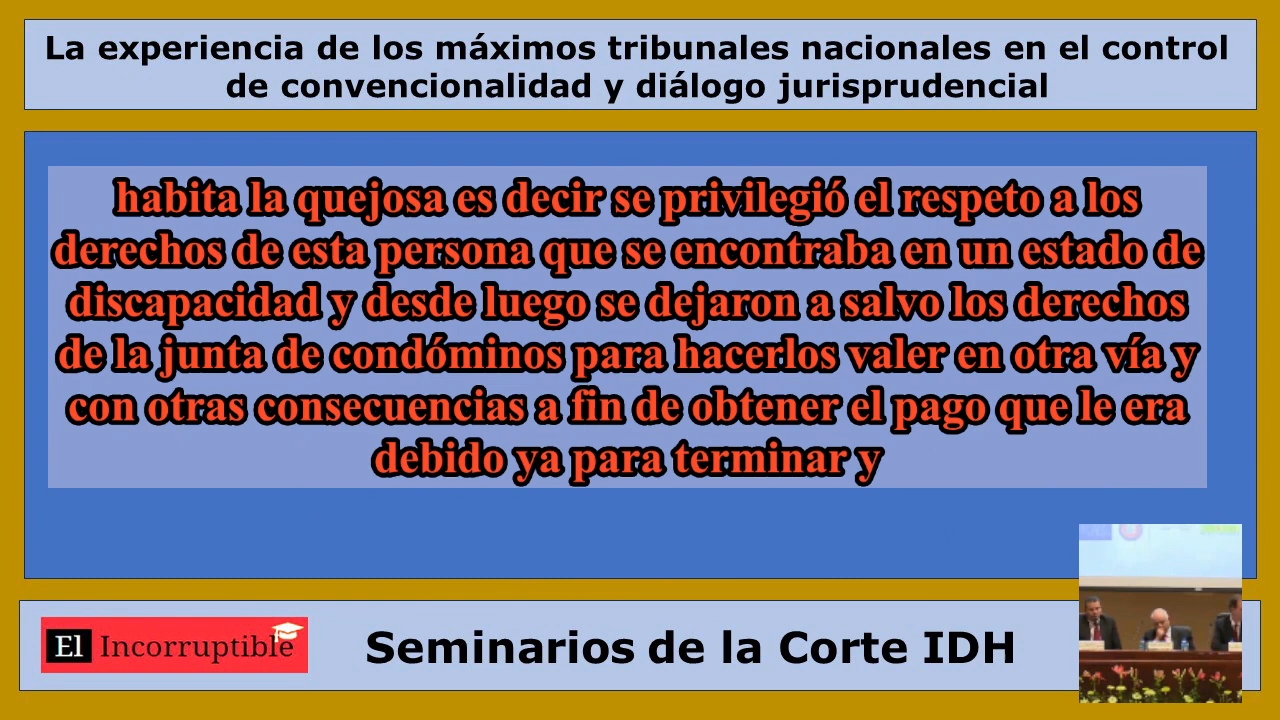 La experiencia de los máximos tribunales nacionales en el control
de convencionalidad y diálogo jurisprudencial
habita la quejosa es decir se privilegió el respeto a los
derechos de esta persona que se encontraba en un estado de
discapacidad y desde luego se dejaron a salvo los derechos
de la junta de condóminos para hacerlos valer en otra vía y
con otras consecuencias a fin de obtener el pago que le era
debido ya para terminar y
El Incorruptible
Seminarios de la Corte IDH